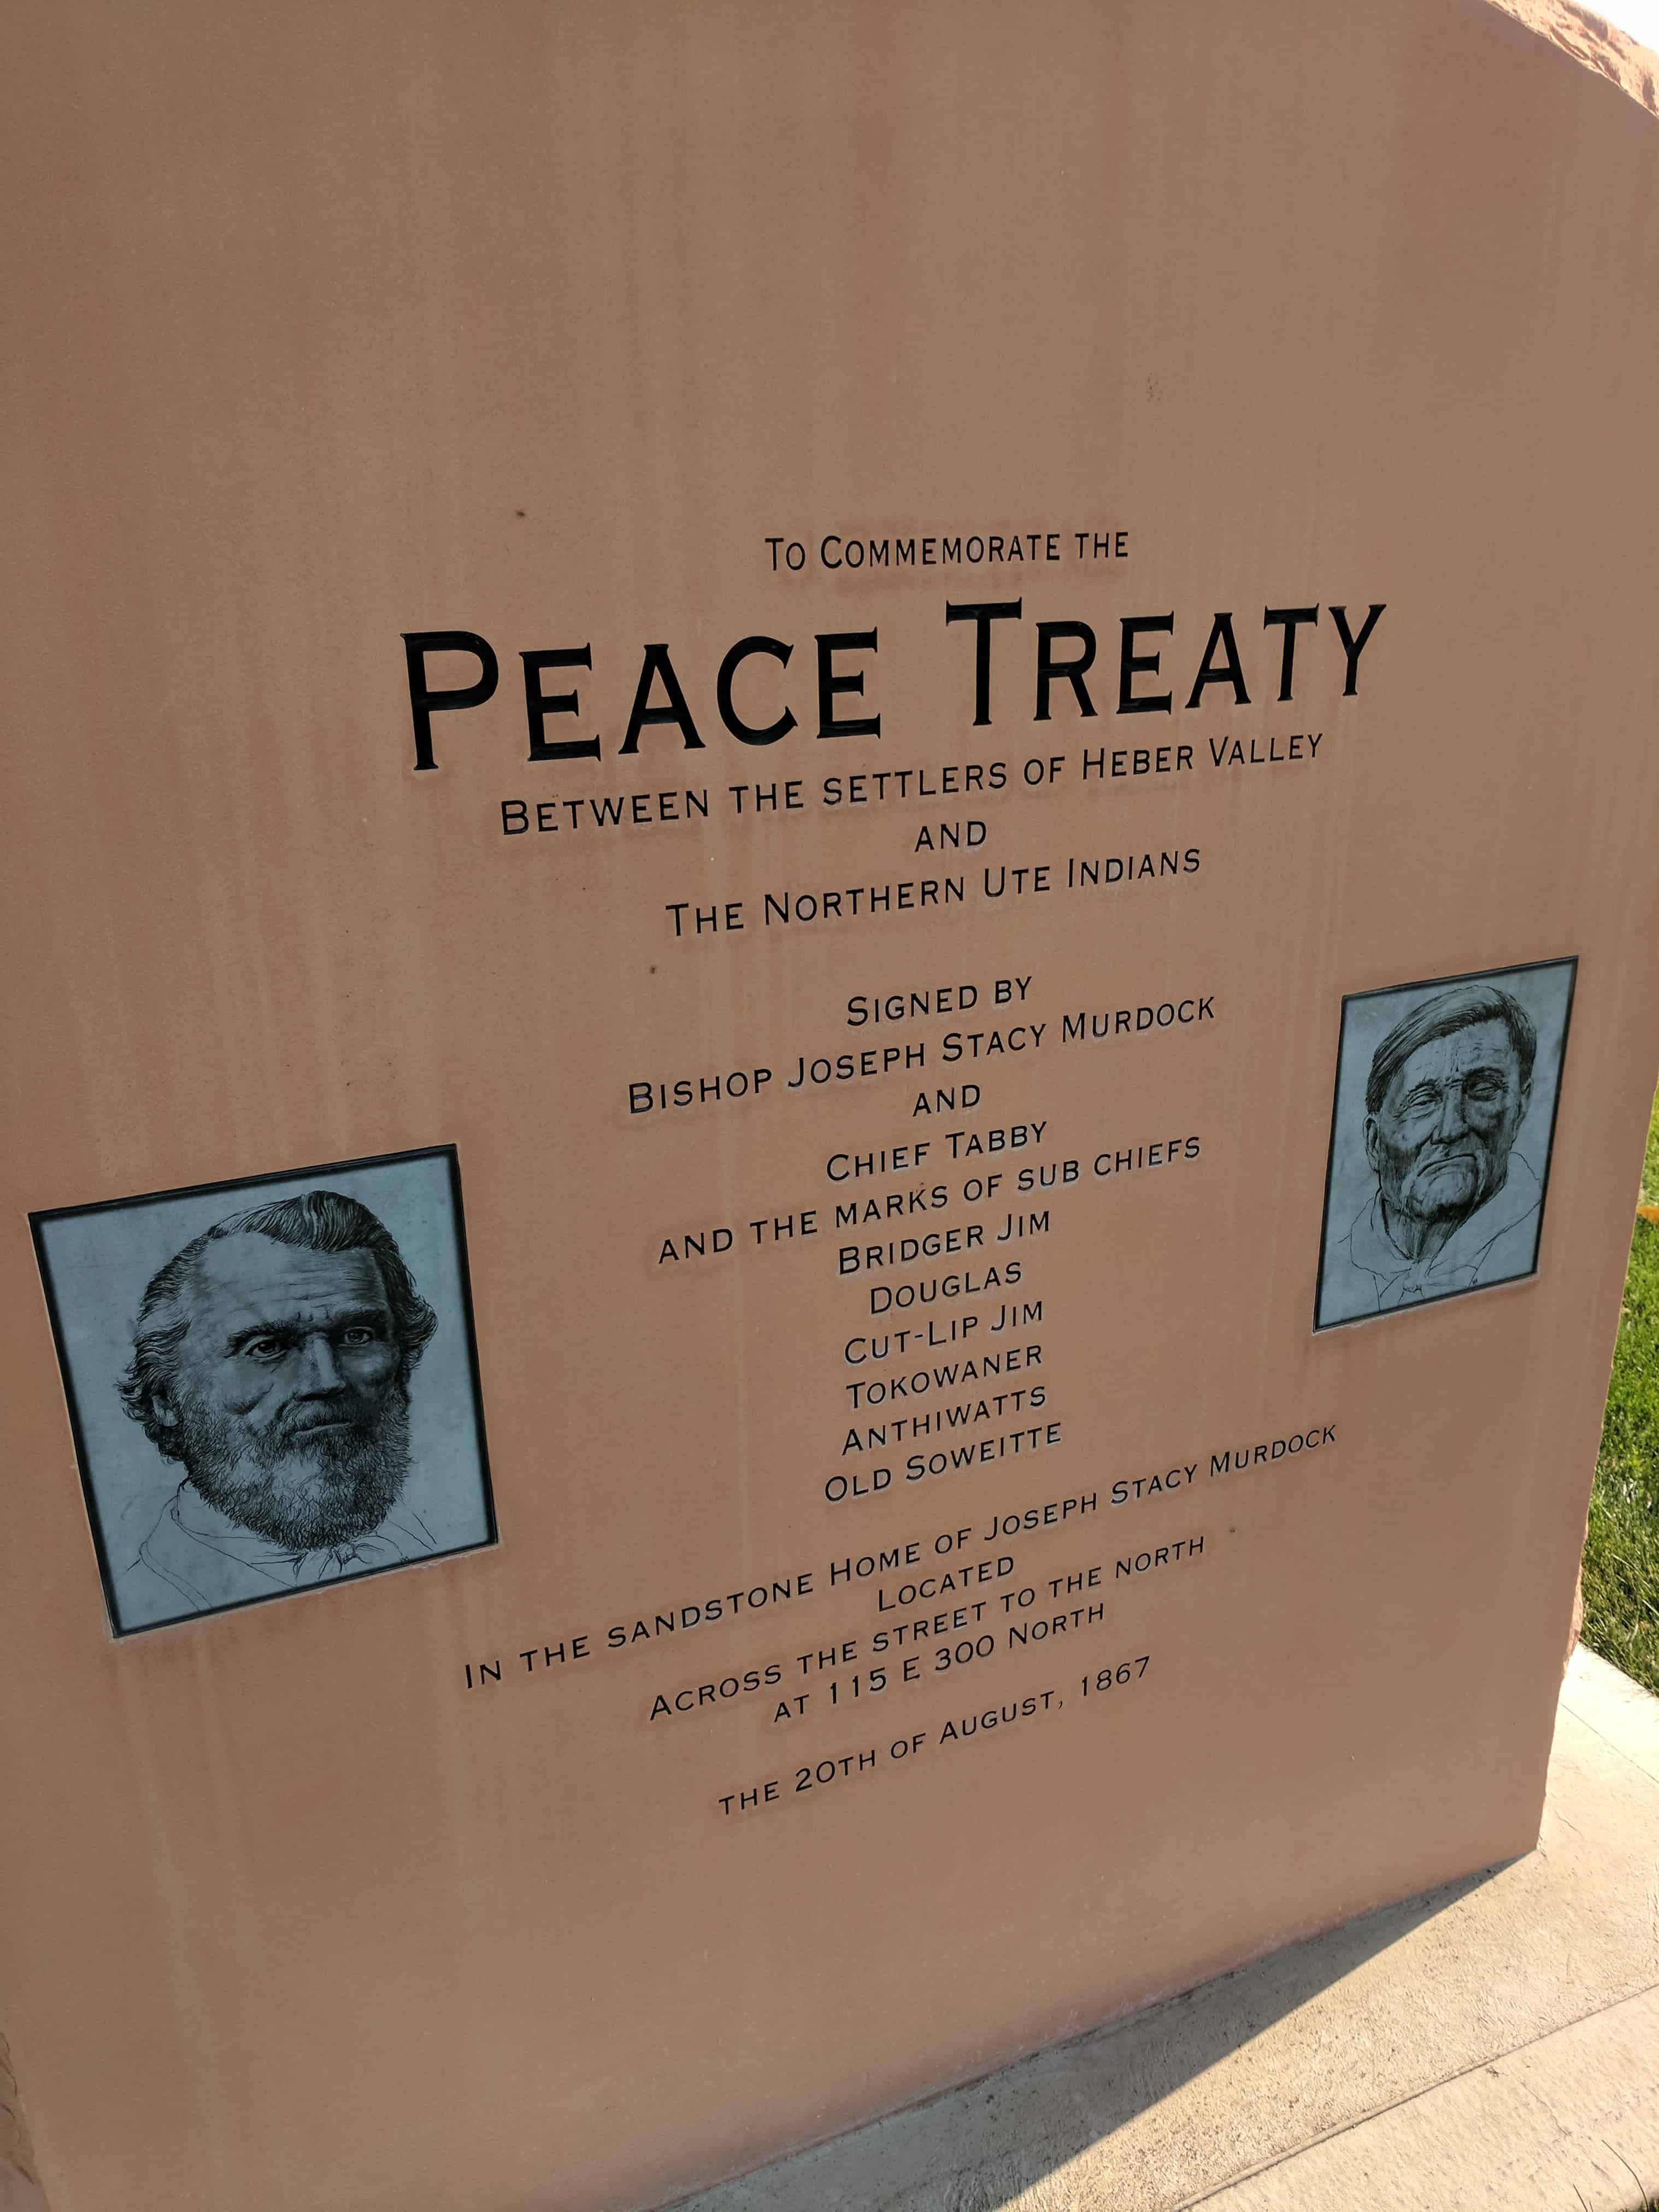 To Commemorate the
Peace Treaty
Between the settlers of Heber Valley
and
The Northern Ute Indians
Signed by
Bishop Joseph Stacy Murdock
and
Chief Tabby
and the marks of sub chiefs
Bridger Jim
Douglas
Cut-Lip Jim
Tokowaner
Anthiwatts
Old Soweitte
In the sandstone Home of Joseph Stacy Murdock
Located
Across the street to the north
at 115 E 300 North
the 20th of August, 1867